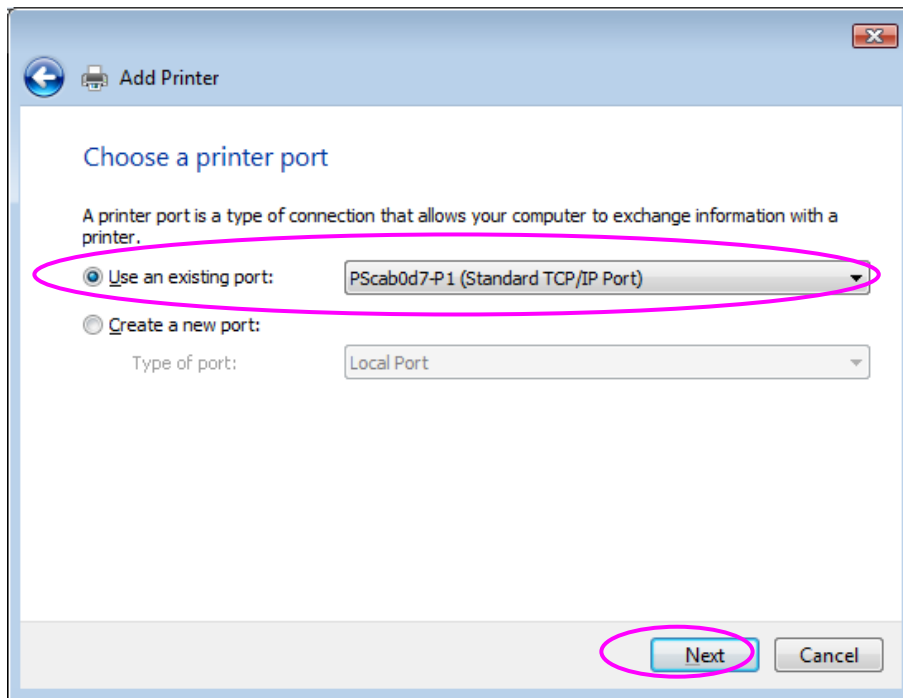 Add Printer
Choose a printer port
A printer port is a type of connection that allows your computer to exchange information with a
printer.
Use an existing port: PScab0d7-P1 (Standard TCP/IP Port)
Create a new port:
Type of port: Local Port
Next Cancel